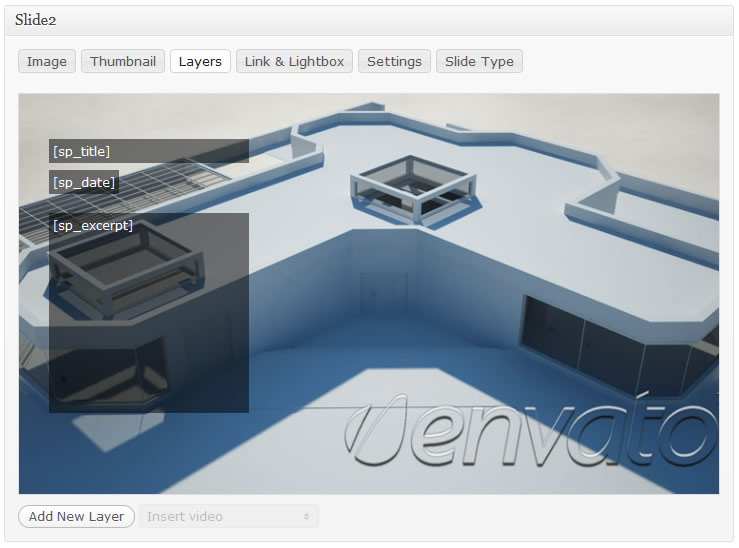 Slide2
Image Thumbnail Layers Link & Lightbox Settings Slide Type
[sp_title]
[sp_date]
[sp_excerpt]
envato
Add New Layer Insert video